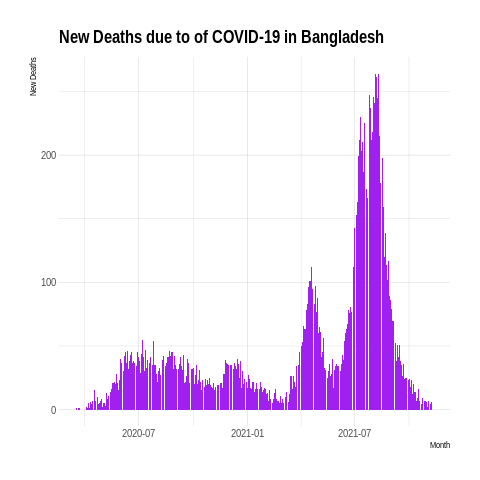 New Deaths due to of COVID-19 in Bangladesh
New Deaths
200
100
0
2020-07
2021-01
2021-07
Month